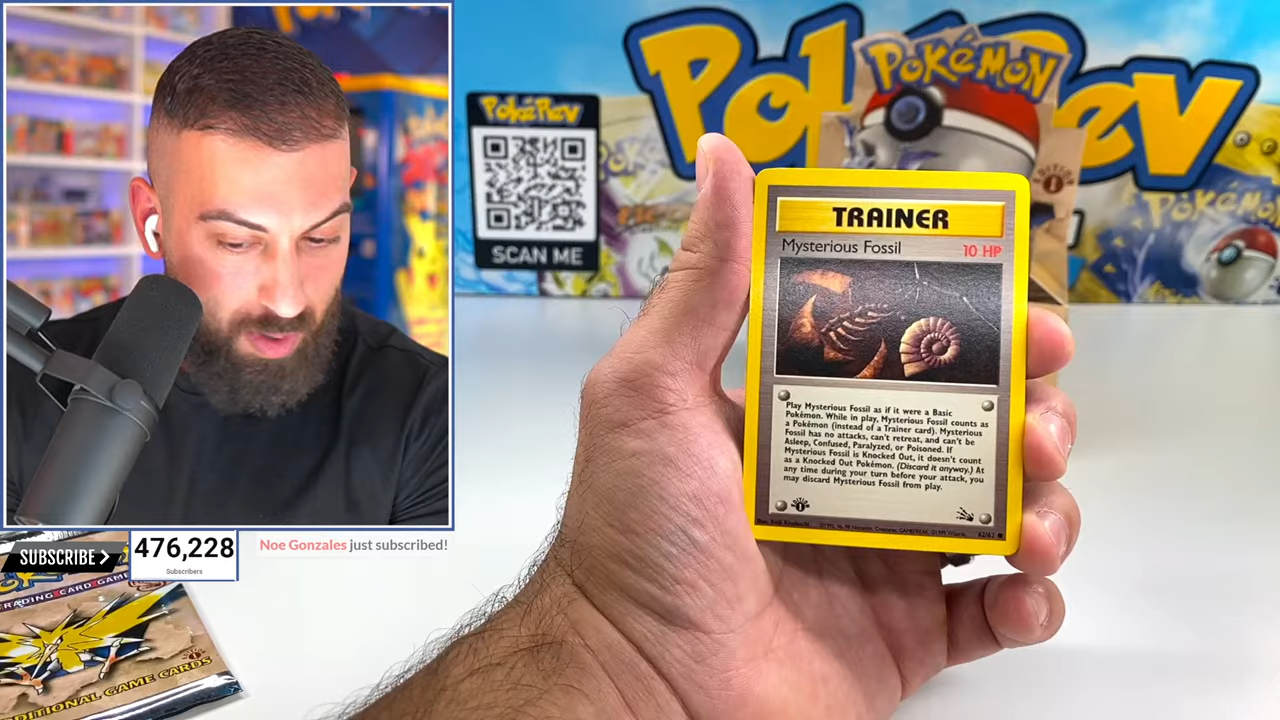 PokéRev
SCAN ME
PokéMoN
EDITION
Pol
ev
TRAINER
Mysterious Fossil
10 HP
Play Mysterious Fossil as if it were a Basic
Pokémon. While in play, Mysterious Fossil counts as
a Pokémon (instead of a Trainer card). Mysterious
Fossil has no attacks, can't retreat, and can't be
Asleep, Confused, Paralyzed, or Poisoned. If
Mysterious Fossil is Knocked Out, it doesn't count
as a Knocked Out Pokémon. (Discard it anyway.) At
any time during your turn before your attack, you
may discard Mysterious Fossil from play.
62/62
SUBSCRIBE >
476,228
Subscribers
Noe Gonzales just subscribed!
TRADING CARD GAME
DITIONAL GAME CARDS